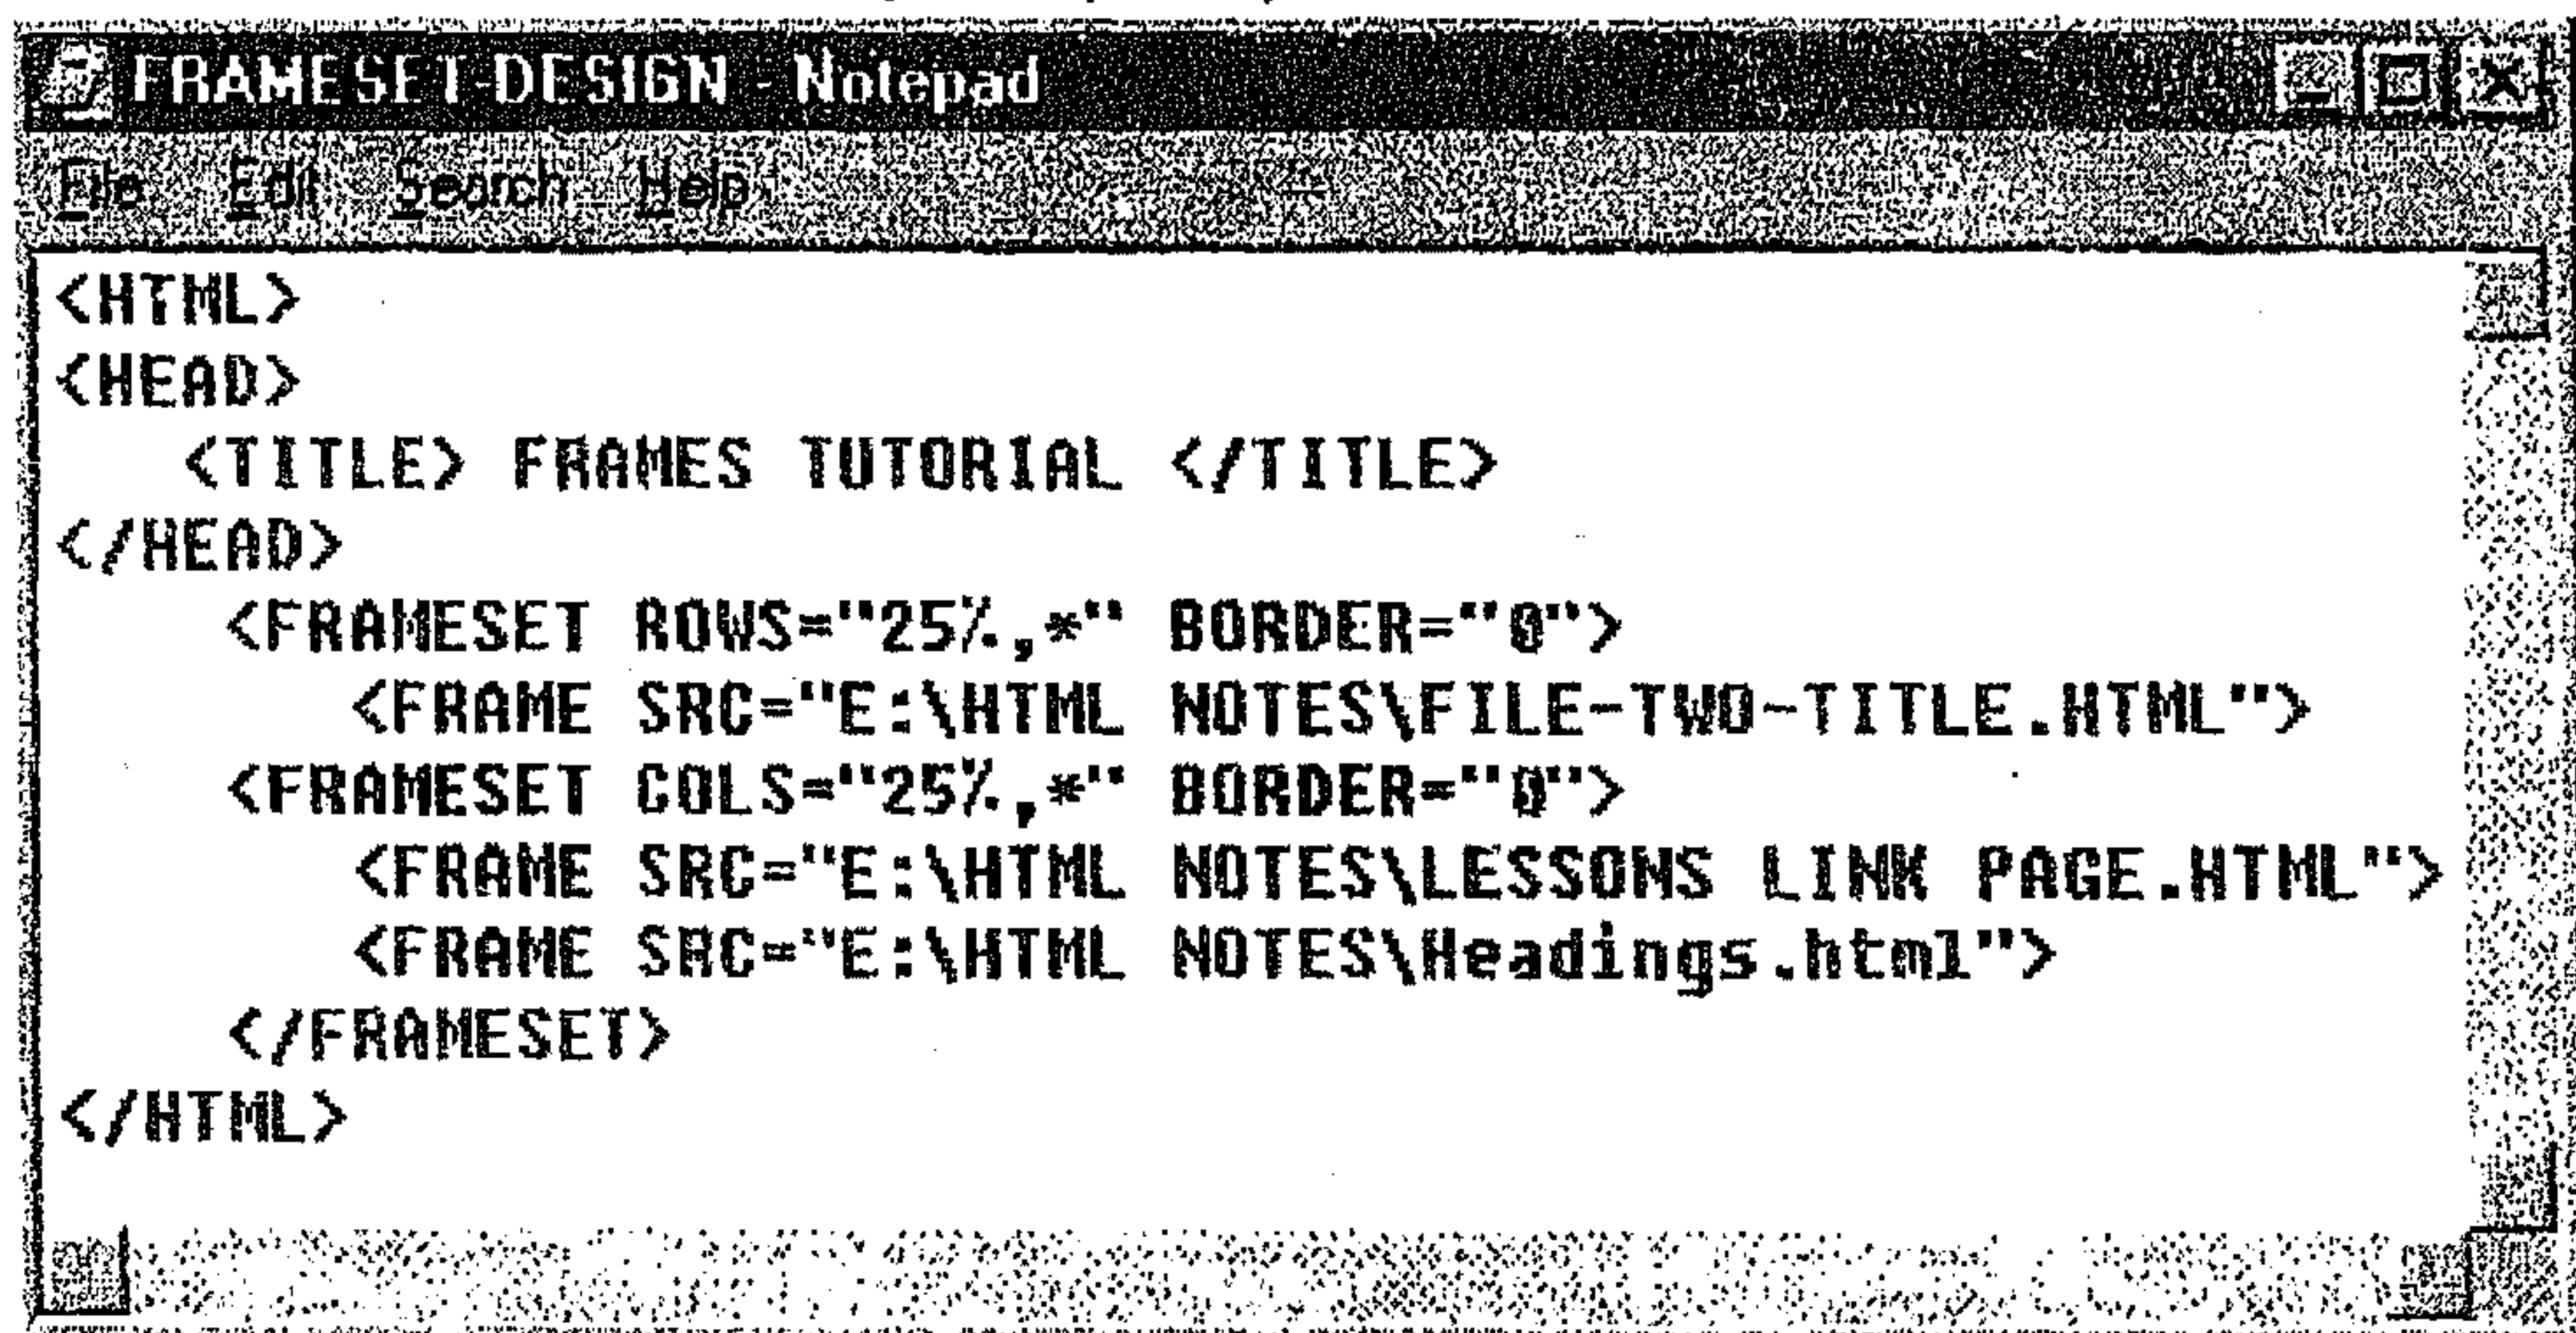 FRAMESET-DESIGN - Notepad
File Edit Search Help
<HTML>
<HEAD>
<TITLE> FRAMES TUTORIAL </TITLE>
</HEAD>
<FRAMESET ROWS="25%,*" BORDER="0">
<FRAME SRC="E:\HTML NOTES\FILE-TWO-TITLE.HTML">
<FRAMESET COLS="25%,*" BORDER="0">
<FRAME SRC="E:\HTML NOTES\LESSONS LINK PAGE.HTML">
<FRAME SRC="E:\HTML NOTES\Headings.html">
</FRAMESET>
</HTML>